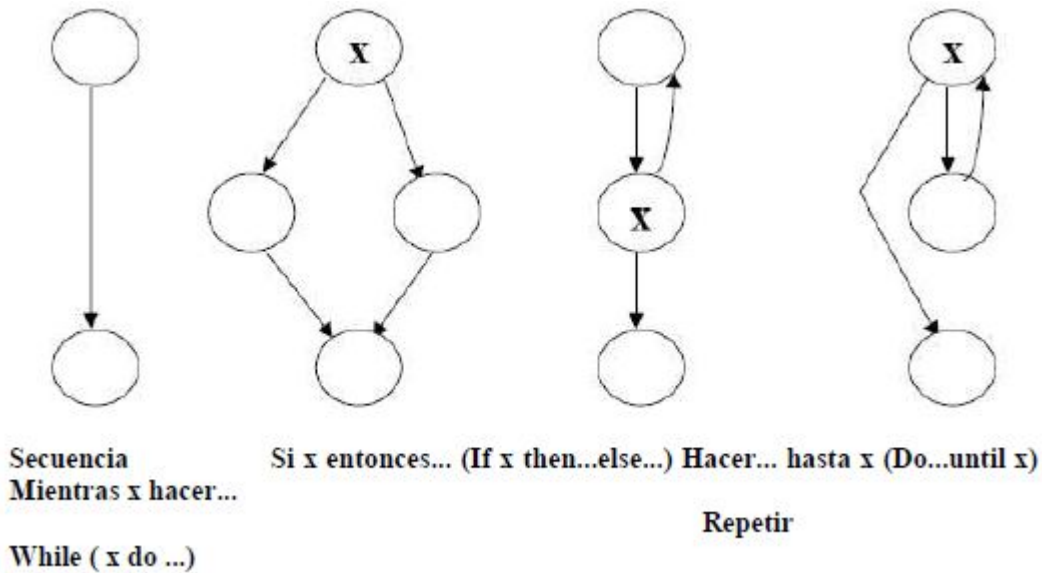 x
x
x
Secuencia
Si x entonces... (If x then...else...) Hacer... hasta x (Do...until x)
Mientras x hacer...
Repetir
While ( x do ...)